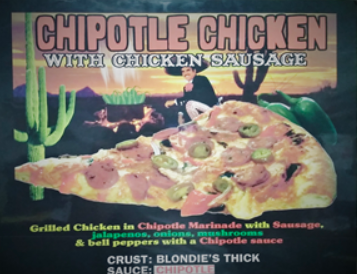 CHIPOTLE CHICKEN
WITH CHICKEN SAUSAGE
Grilled Chicken in Chipotle Marinade with Sausage,
jalapenos, onions, mushrooms
& bell peppers with a Chipotle sauce
CRUST: BLONDIE'S THICK
SAUCE: CHIPOTLE